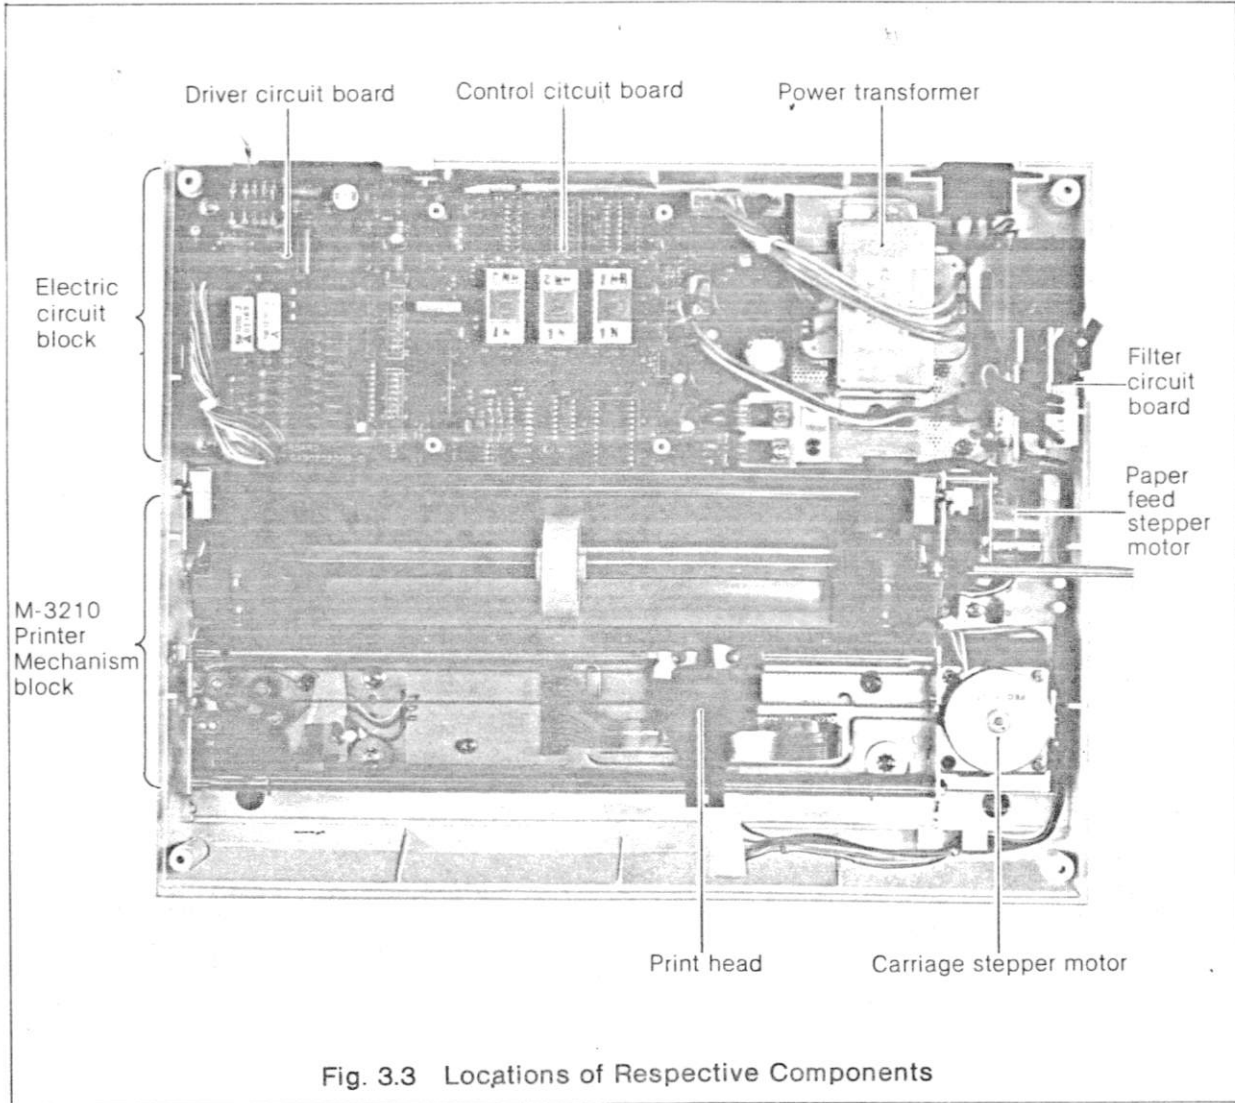 Driver circuit board
Control citcuit board
Power transformer
Electric
circuit
block
Filter
circuit
board
Paper
feed
stepper
motor
M-3210
Printer
Mechanism
block
Print head
Carriage stepper motor
Fig. 3.3 Locations of Respective Components